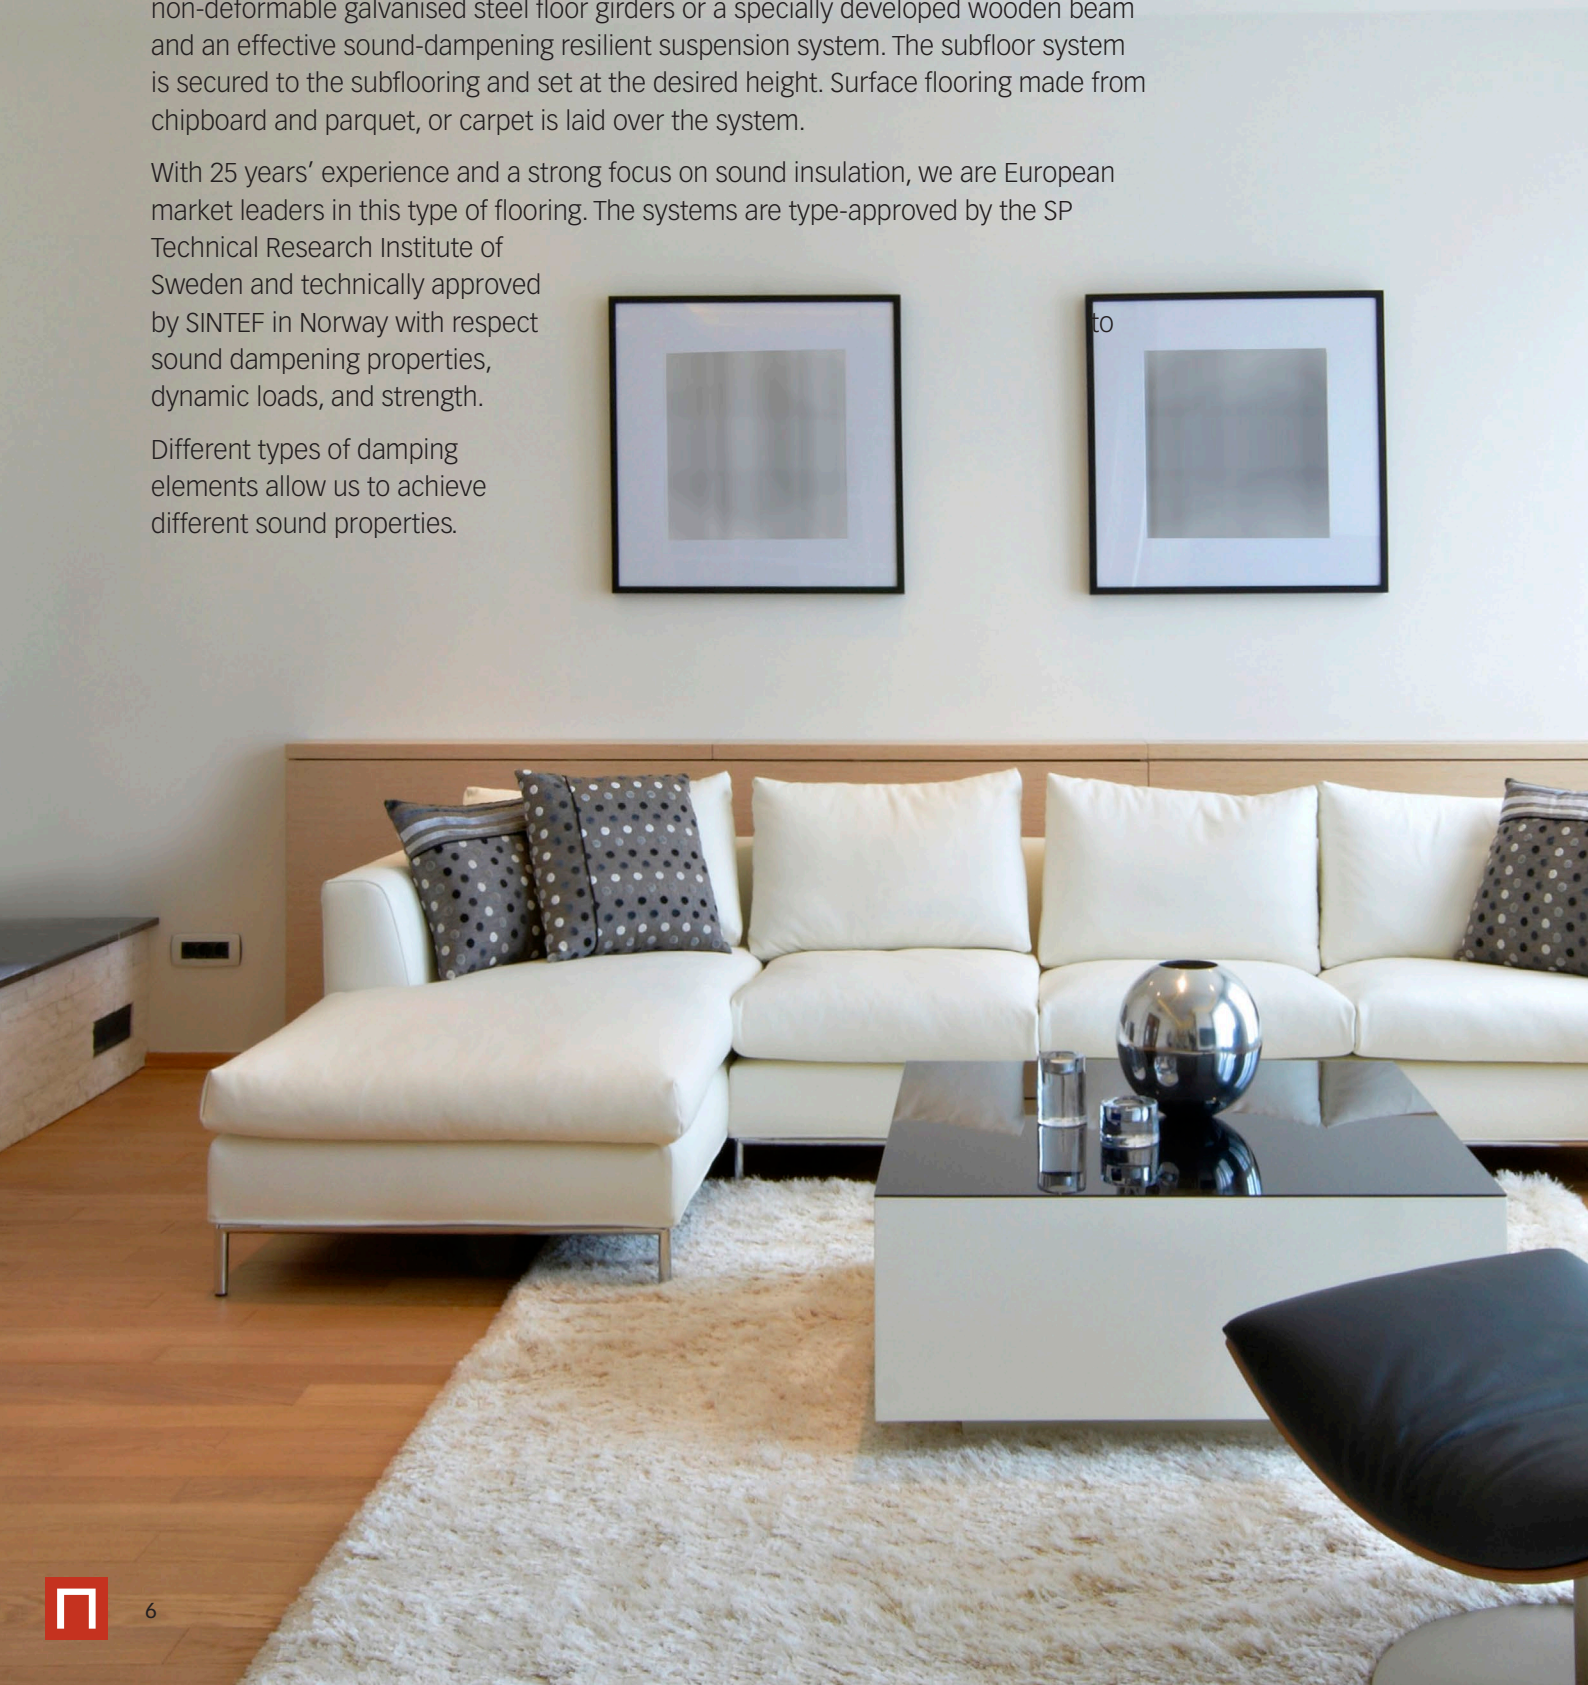 non-deformable galvanised steel floor girders or a specially developed wooden beam
and an effective sound-dampening resilient suspension system. The subfloor system
is secured to the subflooring and set at the desired height. Surface flooring made from
chipboard and parquet, or carpet is laid over the system.
With 25 years’ experience and a strong focus on sound insulation, we are European
market leaders in this type of flooring. The systems are type-approved by the SP
Technical Research Institute of
Sweden and technically approved
by SINTEF in Norway with respect to
sound dampening properties,
dynamic loads, and strength.
Different types of damping
elements allow us to achieve
different sound properties.
6